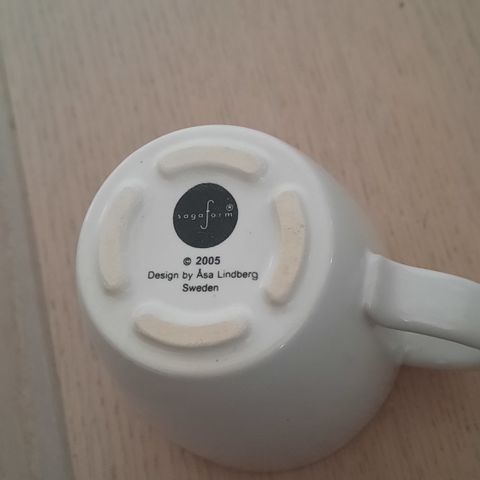 sagaform®
© 2005
Design by Åsa Lindberg
Sweden